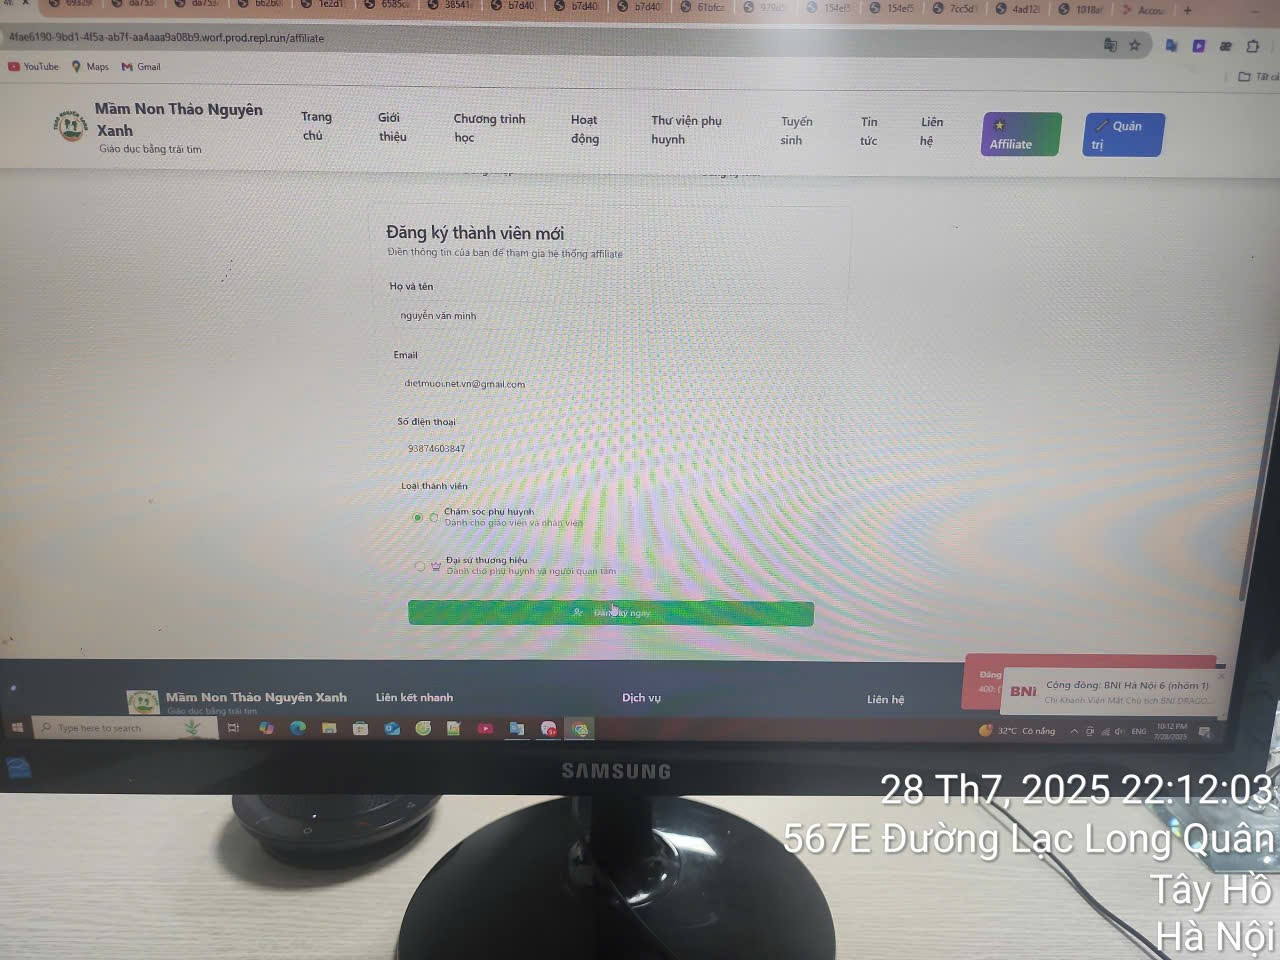 4fae6190-9bd1-4f5a-ab7f-aa4aaa9a08b9.worf.prod.repl.run/affiliate
YouTube Maps Gmail
Mầm Non Thảo Nguyên Xanh
Giáo dục bằng trái tim
Trang chủ
Giới thiệu
Chương trình học
Hoạt động
Thư viện phụ huynh
Tuyển sinh
Tin tức
Liên hệ
Affiliate
Quản trị
Đăng ký thành viên mới
Điền thông tin của bạn để tham gia hệ thống affiliate
Họ và tên
nguyễn văn minh
Email
dietmuoi.net.vn@gmail.com
Số điện thoại
93874603847
Loại thành viên
Chăm sóc phụ huynh
Dành cho giáo viên và nhân viên
Đại sứ thương hiệu
Dành cho phụ huynh và người quan tâm
Đăng ký ngay
Mầm Non Thảo Nguyên Xanh
Giáo dục bằng trái tim
Liên kết nhanh
Dịch vụ
Liên hệ
Đăng
400:
BNI
Cộng đồng: BNI Hà Nội 6 (nhóm 1)
Type here to search
32°C Có nắng
ENG
10:12 PM
7/28/2025
SAMSUNG
28 Th7, 2025 22:12:03
567E Đường Lạc Long Quân
Tây Hồ
Hà Nội